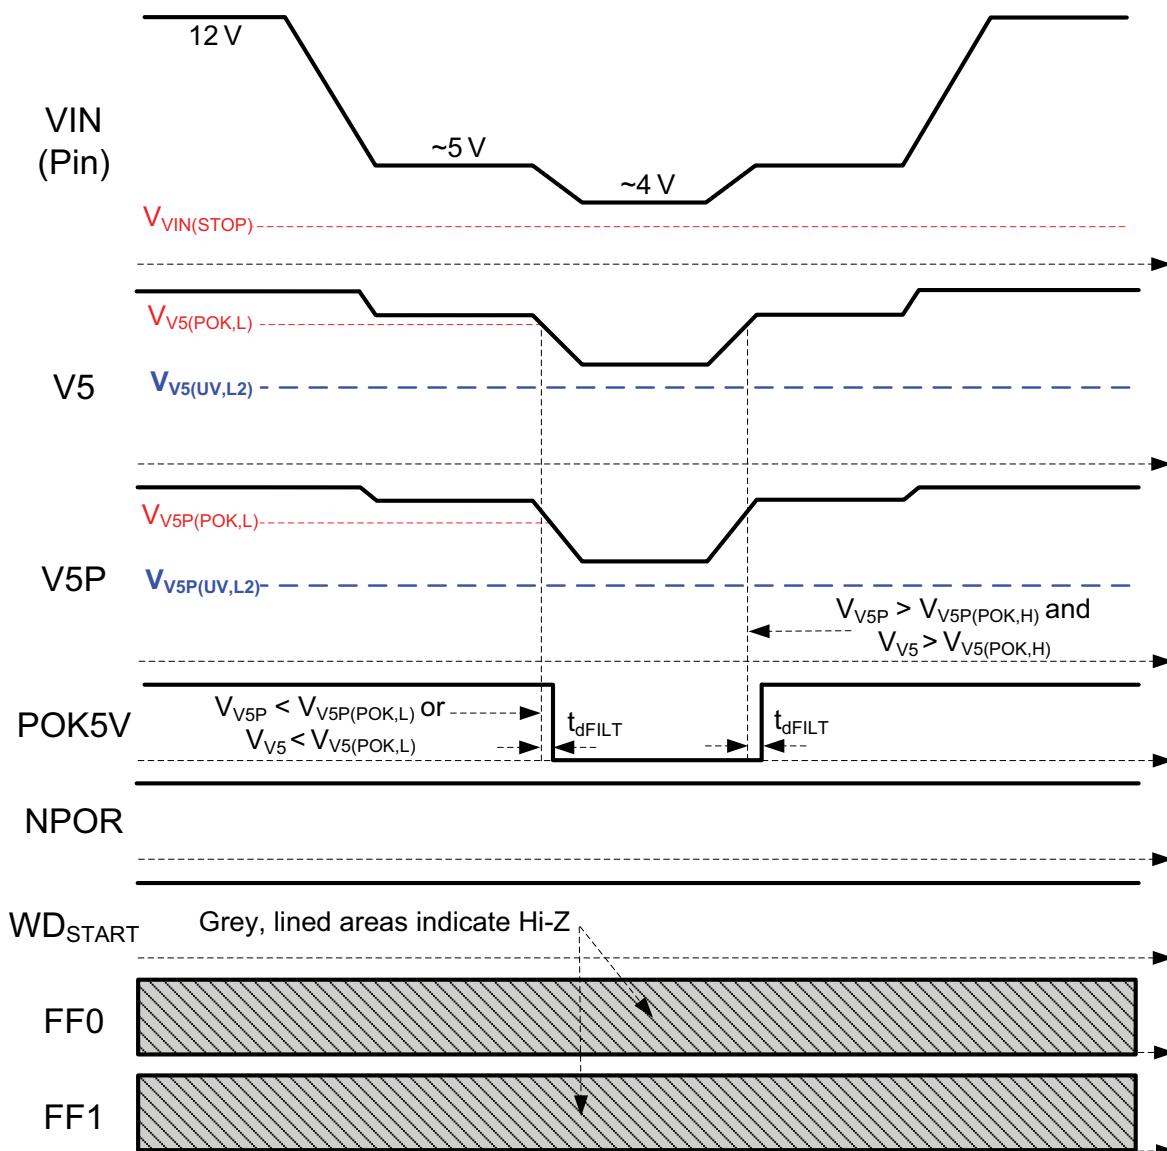 12 V
VIN
(Pin)
~5 V
~4 V
VVIN(STOP)
VV5(POK,L)
V5
VV5(UV,L2)
VV5P(POK,L)
V5P
VV5P(UV,L2)
VV5P > VV5P(POK,H) and
VV5 > VV5(POK,H)
POK5V
VV5P < VV5P(POK,L) or
VV5 < VV5(POK,L)
tdFILT
tdFILT
NPOR
WDSTART
Grey, lined areas indicate Hi-Z
FF0
FF1